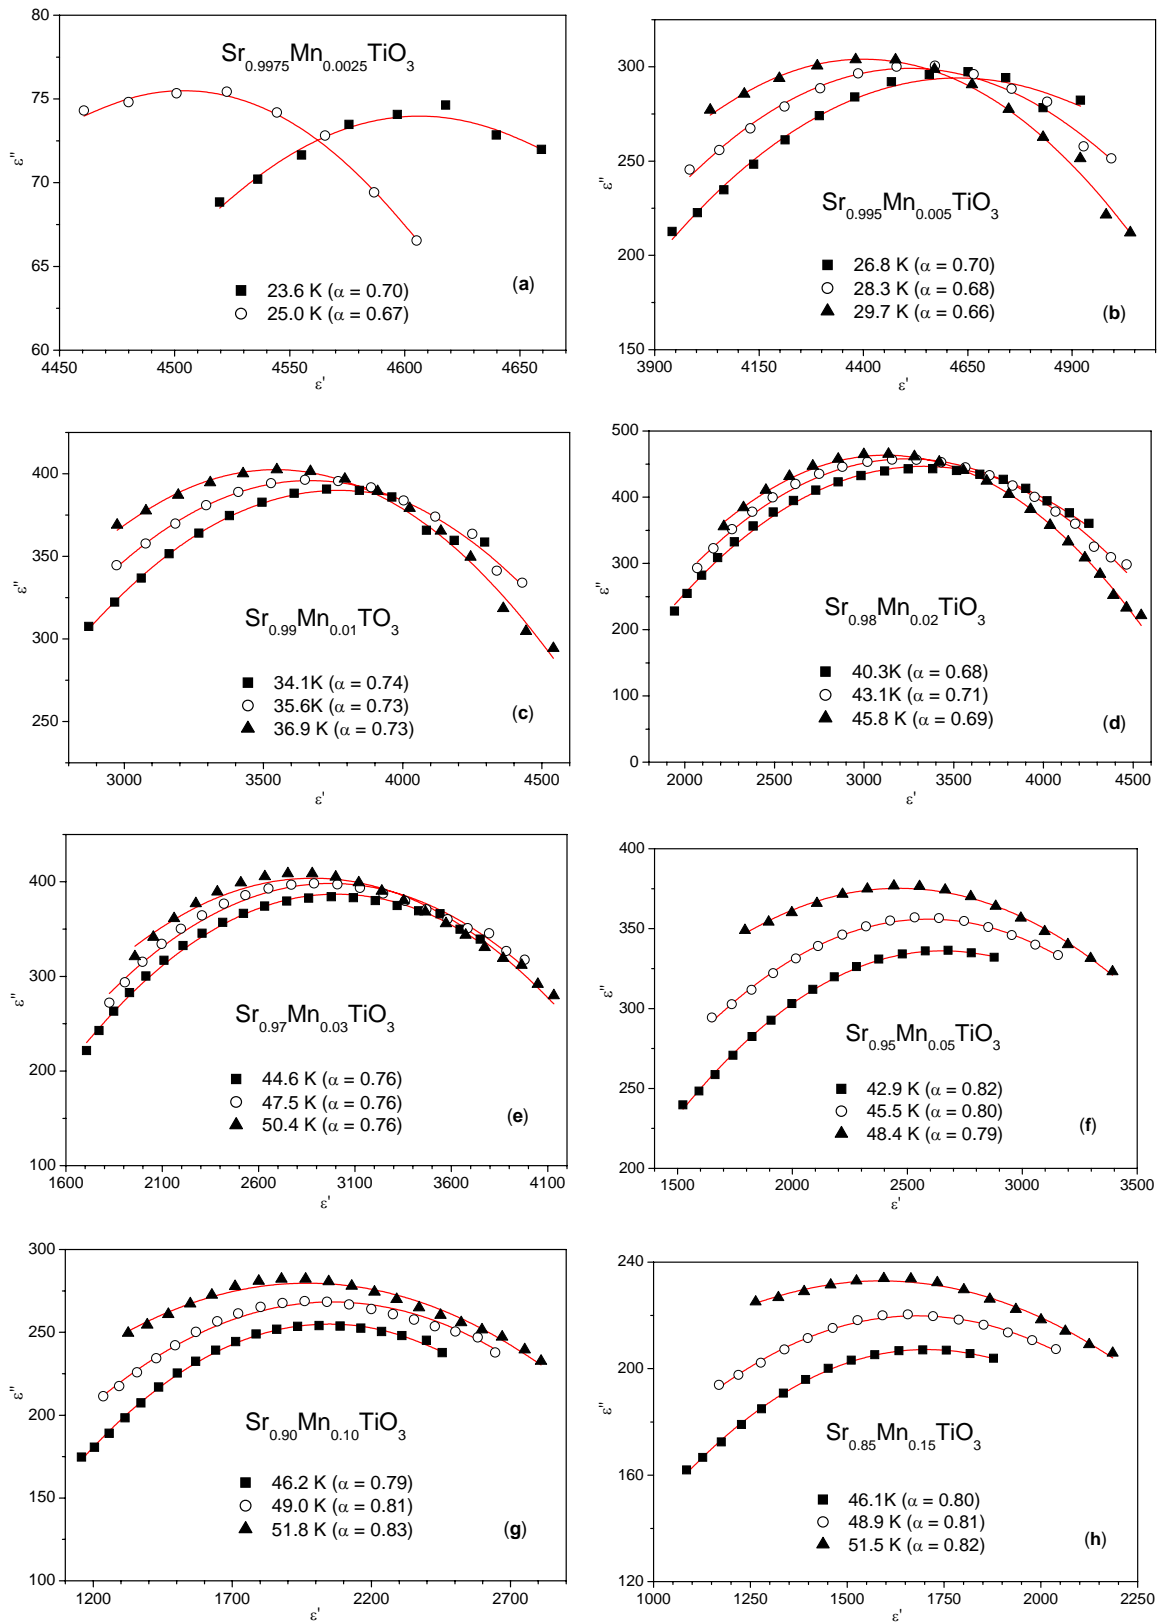 80
75
70
65
60
ε''
Sr0.9975Mn0.0025TiO3
23.6 K (α = 0.70)
25.0 K (α = 0.67)
(a)
4450 4500 4550 4600 4650
ε'
300
250
200
150
ε''
Sr0.995Mn0.005TiO3
26.8 K (α = 0.70)
28.3 K (α = 0.68)
29.7 K (α = 0.66)
(b)
3900 4150 4400 4650 4900
ε'
400
350
300
250
ε''
Sr0.99Mn0.01TO3
34.1K (α = 0.74)
35.6K (α = 0.73)
36.9 K (α = 0.73)
(c)
3000 3500 4000 4500
ε'
500
400
300
200
100
0
ε''
Sr0.98Mn0.02TiO3
40.3K (α = 0.68)
43.1K (α = 0.71)
45.8 K (α = 0.69)
(d)
2000 2500 3000 3500 4000 4500
ε'
400
300
200
100
ε''
Sr0.97Mn0.03TiO3
44.6 K (α = 0.76)
47.5 K (α = 0.76)
50.4 K (α = 0.76)
(e)
1600 2100 2600 3100 3600 4100
ε'
400
350
300
250
200
ε''
Sr0.95Mn0.05TiO3
42.9 K (α = 0.82)
45.5 K (α = 0.80)
48.4 K (α = 0.79)
(f)
1500 2000 2500 3000 3500
ε'
300
250
200
150
100
ε''
Sr0.90Mn0.10TiO3
46.2 K (α = 0.79)
49.0 K (α = 0.81)
51.8 K (α = 0.83)
(g)
1200 1700 2200 2700
ε'
240
200
160
120
ε''
Sr0.85Mn0.15TiO3
46.1K (α = 0.80)
48.9 K (α = 0.81)
51.5 K (α = 0.82)
(h)
1000 1250 1500 1750 2000 2250
ε'